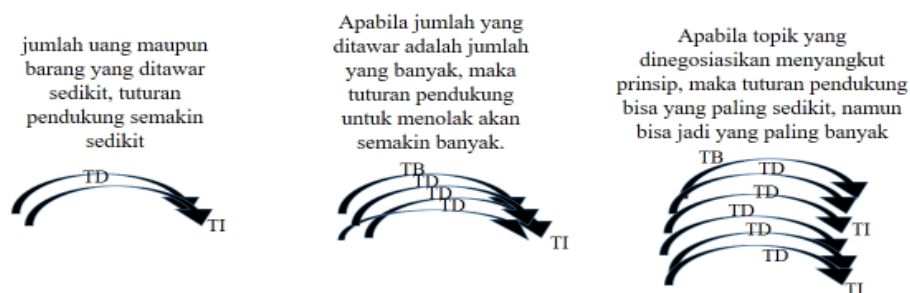 jumlah uang maupun
barang yang ditawar
sedikit, tuturan
pendukung semakin
sedikit
TD
TI
Apabila jumlah yang
ditawar adalah jumlah
yang banyak, maka
tuturan pendukung
untuk menolak akan
semakin banyak.
TB
TD
TD
TD
TI
Apabila topik yang
dinegosiasikan menyangkut
prinsip, maka tuturan pendukung
bisa yang paling sedikit, namun
bisa jadi yang paling banyak
TB
TD
TD
TD
TI
TD
TD
TI